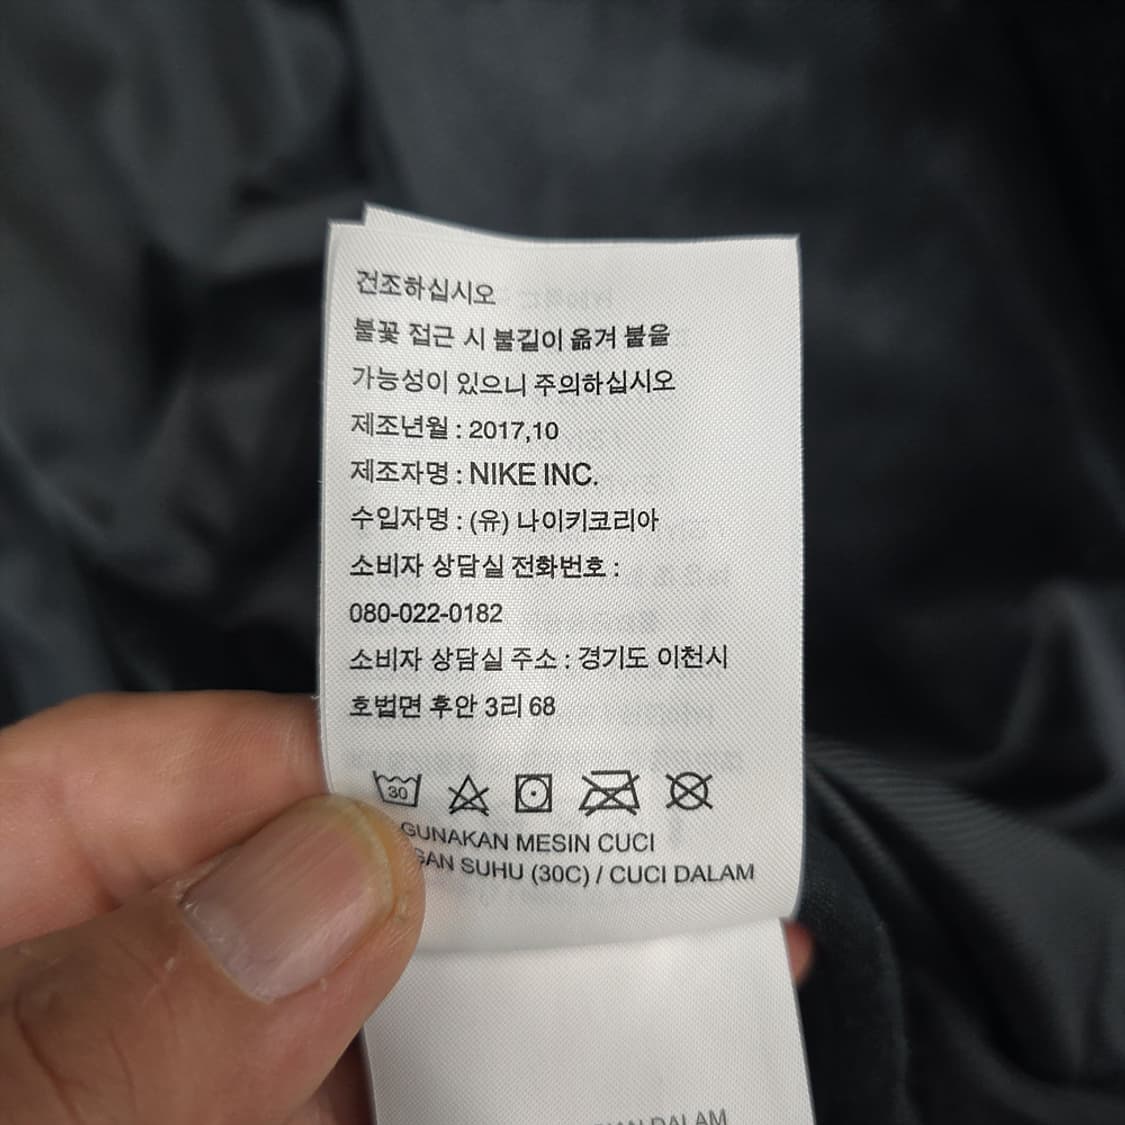 건조하십시오
불꽃 접근 시 불길이 옮겨 붙을
가능성이 있으니 주의하십시오
제조년월 : 2017,10
제조자명 : NIKE INC.
수입자명 : (유) 나이키코리아
소비자 상담실 전화번호 :
080-022-0182
소비자 상담실 주소 : 경기도 이천시
호법면 후안 3리 68
30
GUNAKAN MESIN CUCI
SUHU (30C) / CUCI DALAM
DALAM